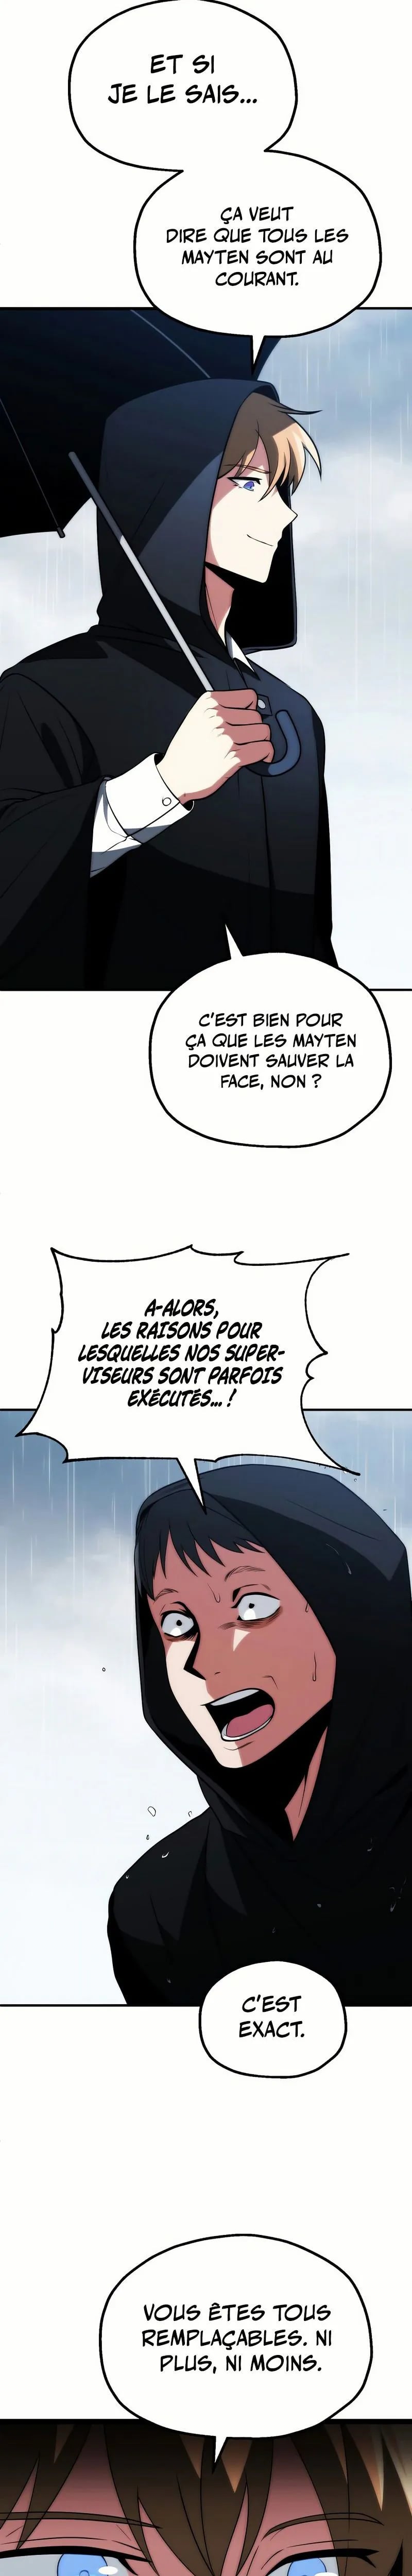 ET SI
JE LE SAIS...
ÇA VEUT
DIRE QUE TOUS LES
MAYTEN SONT AU
COURANT.
C'EST BIEN POUR
ÇA QUE LES MAYTEN
DOIVENT SAUVER LA
FACE, NON ?
A-ALORS,
LES RAISONS POUR
LESQUELLES NOS SUPER-
VISEURS SONT PARFOIS
EXÉCUTÉS... !
C'EST
EXACT.
VOUS ÊTES TOUS
REMPLAÇABLES. NI
PLUS, NI MOINS.